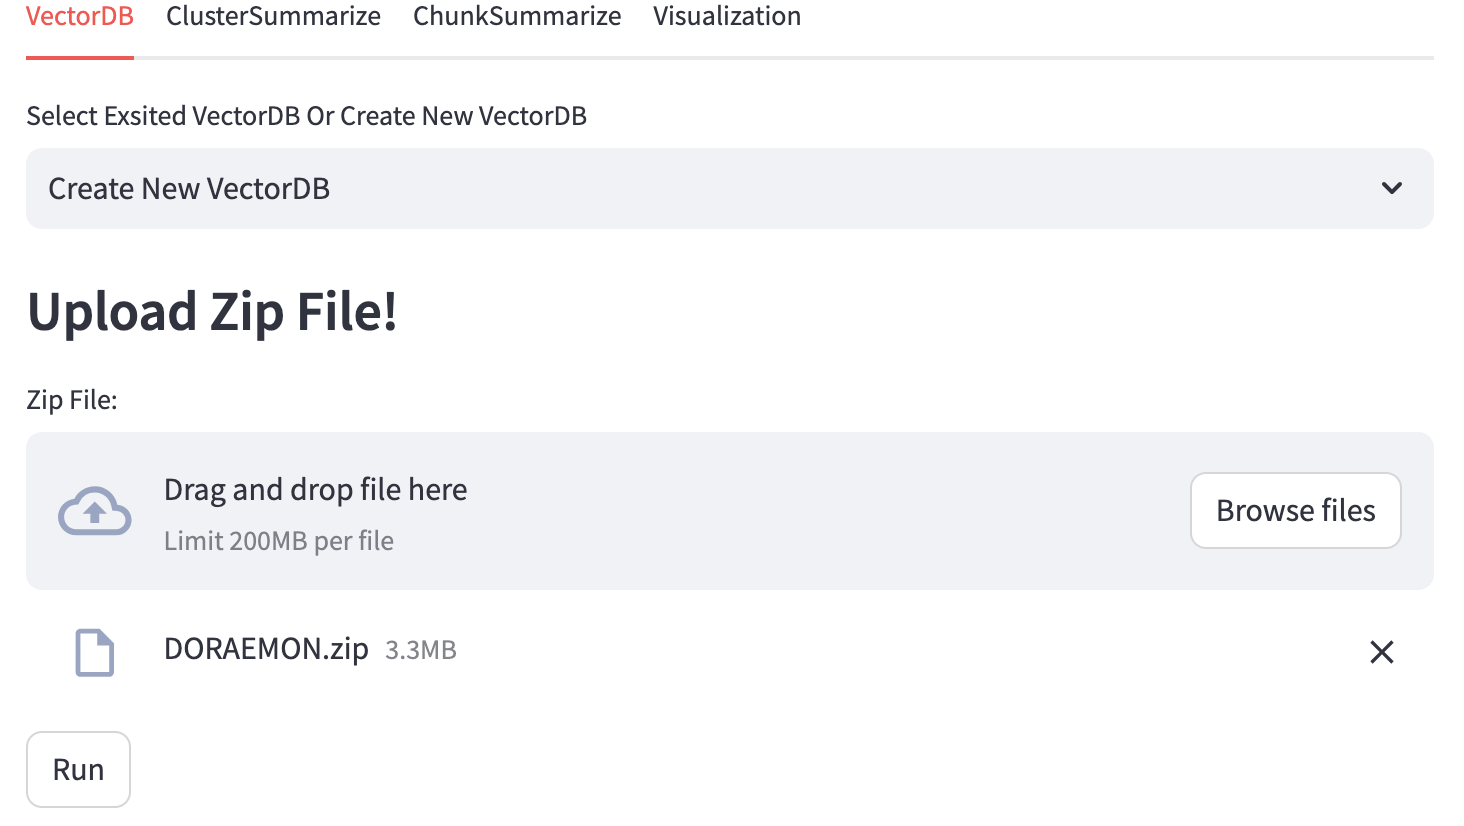 VectorDB ClusterSummarize ChunkSummarize Visualization
Select Exsited VectorDB Or Create New VectorDB
Create New VectorDB
Upload Zip File!
Zip File:
Drag and drop file here
Limit 200MB per file
Browse files
DORAEMON.zip 3.3MB
Run